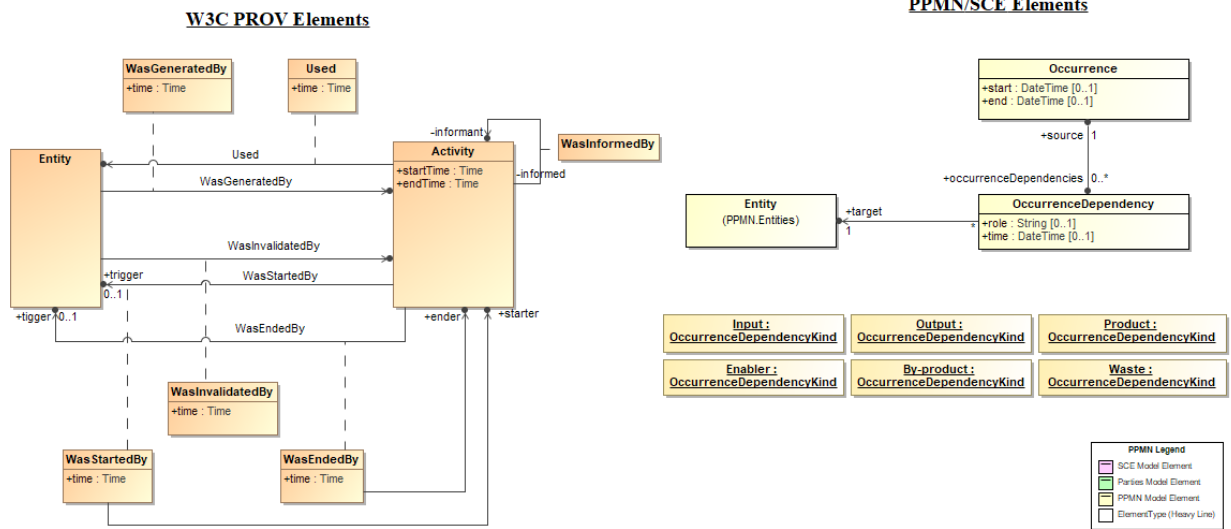 W3C PROV Elements
PPMN/SCE Elements
WasGeneratedBy
+time : Time
Used
+time : Time
Occurrence
+start : DateTime [0..1]
+end : DateTime [0..1]
-informant
WasInformedBy
-informed
+source
1
Entity
Used
WasGeneratedBy
Activity
+startTime : Time
+endTime : Time
+occurrenceDependencies
0..*
Entity
(PPMN.Entities)
+target
1
*
OccurrenceDependency
+role : String [0..1]
+time : DateTime [0..1]
WasInvalidatedBy
+trigger
0..1
WasStartedBy
+tigger
0..1
WasEndedBy
+ender
+starter
Input :
OccurrenceDependencyKind
Output :
OccurrenceDependencyKind
Product :
OccurrenceDependencyKind
Enabler :
OccurrenceDependencyKind
By-product :
OccurrenceDependencyKind
Waste :
OccurrenceDependencyKind
WasInvalidatedBy
+time : Time
WasStartedBy
+time : Time
WasEndedBy
+time : Time
PPMN Legend
SCE Model Element
Parties Model Element
PPMN Model Element
ElementType (Heavy Line)